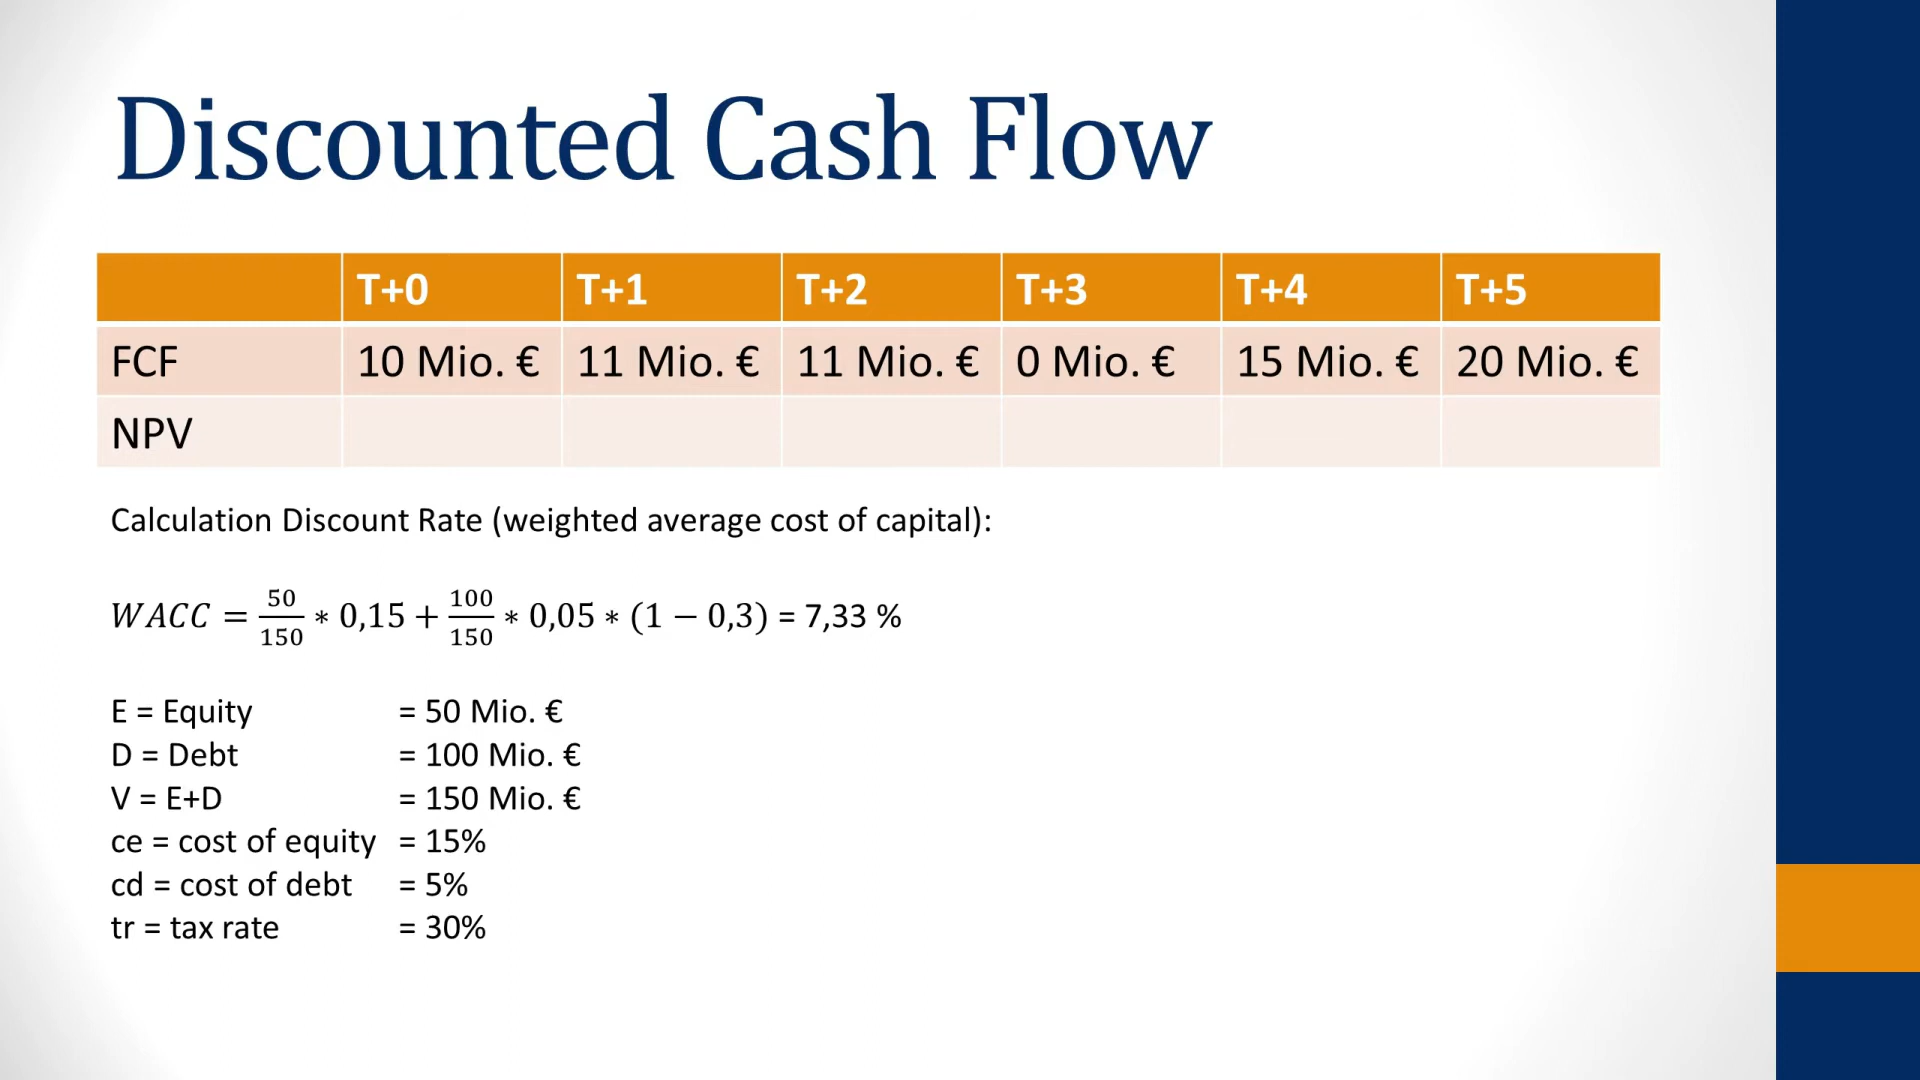 Discounted Cash Flow
T+0 T+1 T+2 T+3 T+4 T+5
FCF 10 Mio. € 11 Mio. € 11 Mio. € 0 Mio. € 15 Mio. € 20 Mio. €
NPV
Calculation Discount Rate (weighted average cost of capital):
WACC = 50/150 * 0,15 + 100/150 * 0,05 * (1 − 0,3) = 7,33 %
E = Equity = 50 Mio. €
D = Debt = 100 Mio. €
V = E+D = 150 Mio. €
ce = cost of equity = 15%
cd = cost of debt = 5%
tr = tax rate = 30%